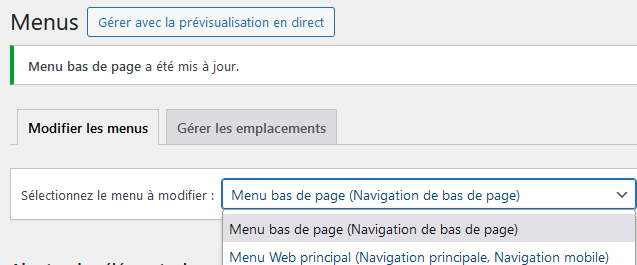 Menus Gérer avec la prévisualisation en direct
Menu bas de page a été mis à jour.
Modifier les menus Gérer les emplacements
Sélectionnez le menu à modifier : Menu bas de page (Navigation de bas de page)
Menu bas de page (Navigation de bas de page)
Menu Web principal (Navigation principale, Navigation mobile)